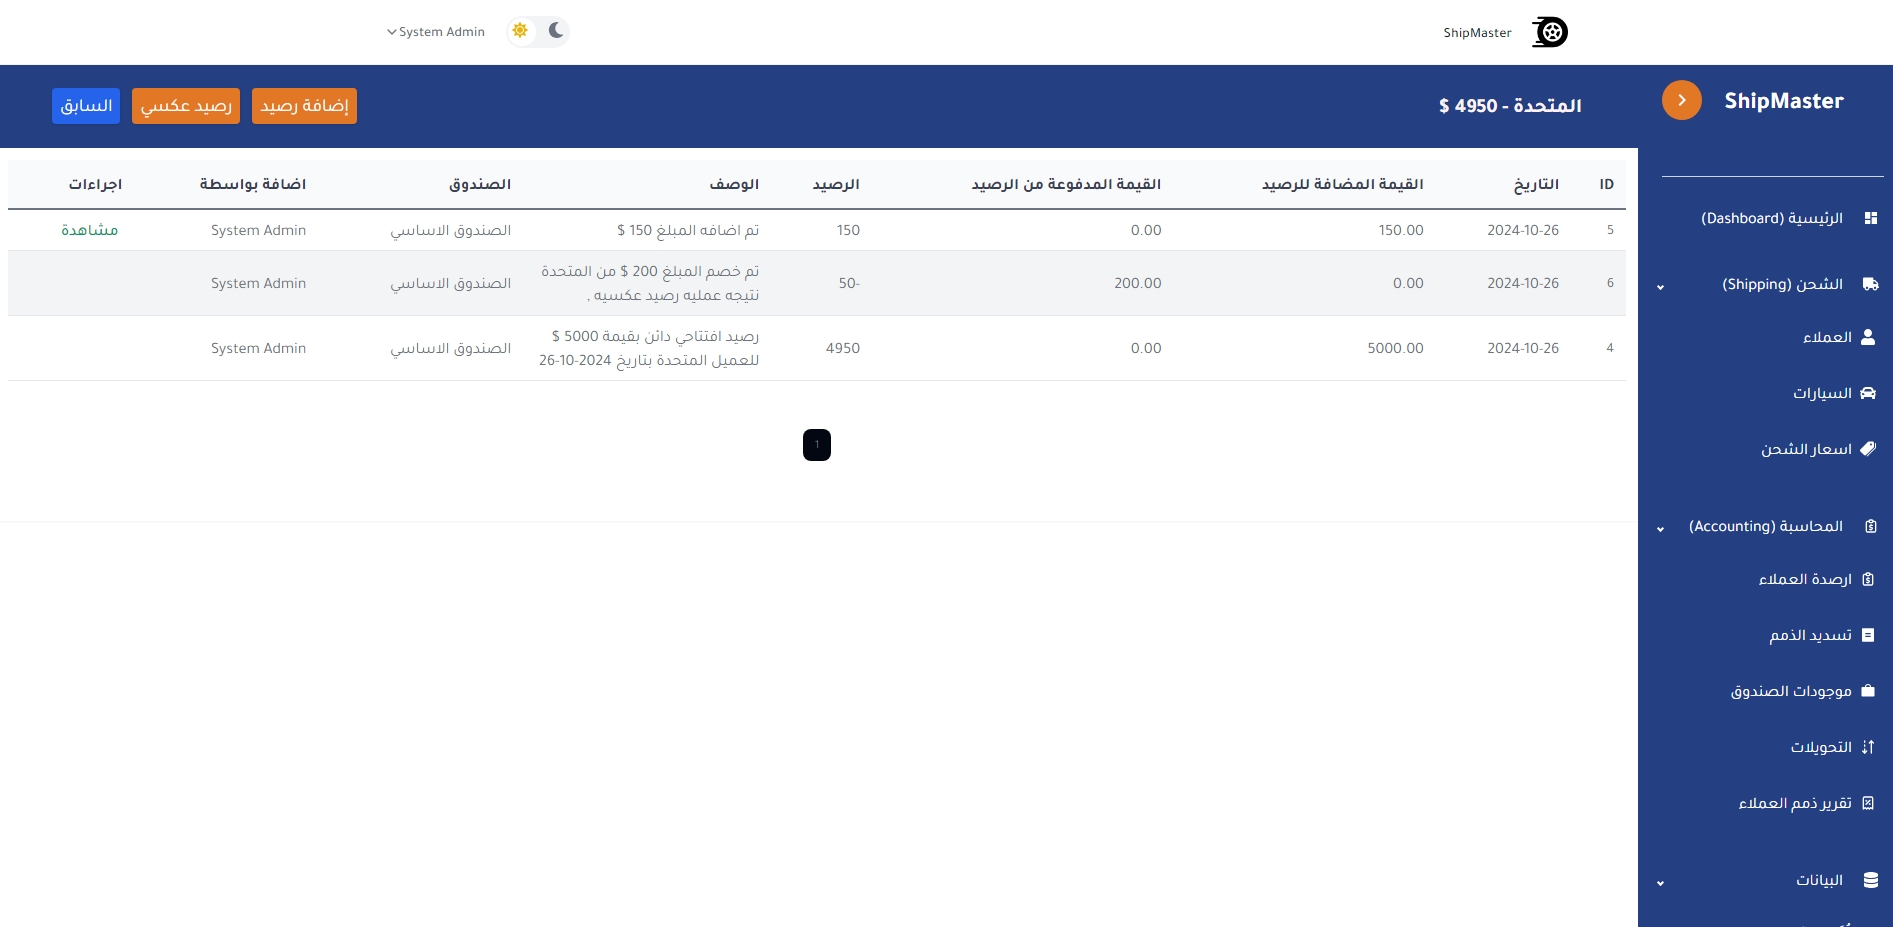 ShipMaster
System Admin
ShipMaster
المتحدة - 4950 $
إضافة رصيد
رصيد عكسي
السابق
الرئيسية (Dashboard)
الشحن (Shipping)
العملاء
السيارات
اسعار الشحن
المحاسبة (Accounting)
ارصدة العملاء
تسديد الذمم
موجودات الصندوق
التحويلات
تقرير ذمم العملاء
البيانات
ID التاريخ القيمة المضافة للرصيد القيمة المدفوعة من الرصيد الرصيد الوصف الصندوق اضافة بواسطة اجراءات
5 2024-10-26 150.00 0.00 150 تم اضافه المبلغ 150 $ الصندوق الاساسي System Admin مشاهدة
6 2024-10-26 0.00 200.00 -50 تم خصم المبلغ 200 $ من المتحدة
نتيجه عمليه رصيد عكسيه , الصندوق الاساسي System Admin
4 2024-10-26 5000.00 0.00 4950 رصيد افتتاحي دائن بقيمة 5000 $
للعميل المتحدة بتاريخ 2024-10-26 الصندوق الاساسي System Admin
1